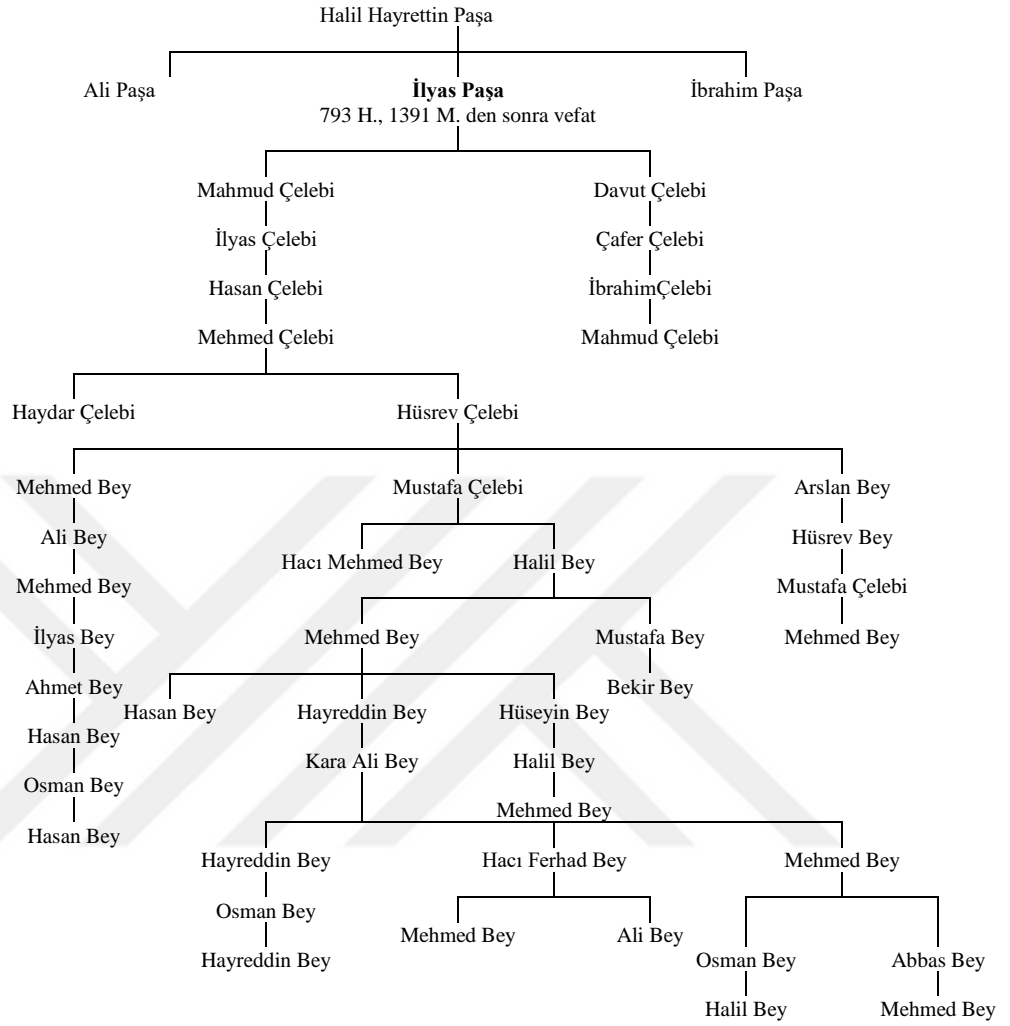 Halil Hayrettin Paşa
Ali Paşa
İlyas Paşa
İbrahim Paşa
793 H., 1391 M. den sonra vefat
Mahmud Çelebi
Davut Çelebi
İlyas Çelebi
Çafer Çelebi
Hasan Çelebi
İbrahimÇelebi
Mehmed Çelebi
Mahmud Çelebi
Haydar Çelebi
Hüsrev Çelebi
Mehmed Bey
Mustafa Çelebi
Arslan Bey
Ali Bey
Hüsrev Bey
Hacı Mehmed Bey
Halil Bey
Mehmed Bey
Mustafa Çelebi
İlyas Bey
Mehmed Bey
Mustafa Bey
Mehmed Bey
Ahmet Bey
Bekir Bey
Hasan Bey
Hayreddin Bey
Hüseyin Bey
Hasan Bey
Kara Ali Bey
Halil Bey
Osman Bey
Mehmed Bey
Hasan Bey
Hayreddin Bey
Hacı Ferhad Bey
Mehmed Bey
Osman Bey
Mehmed Bey
Ali Bey
Hayreddin Bey
Osman Bey
Abbas Bey
Halil Bey
Mehmed Bey